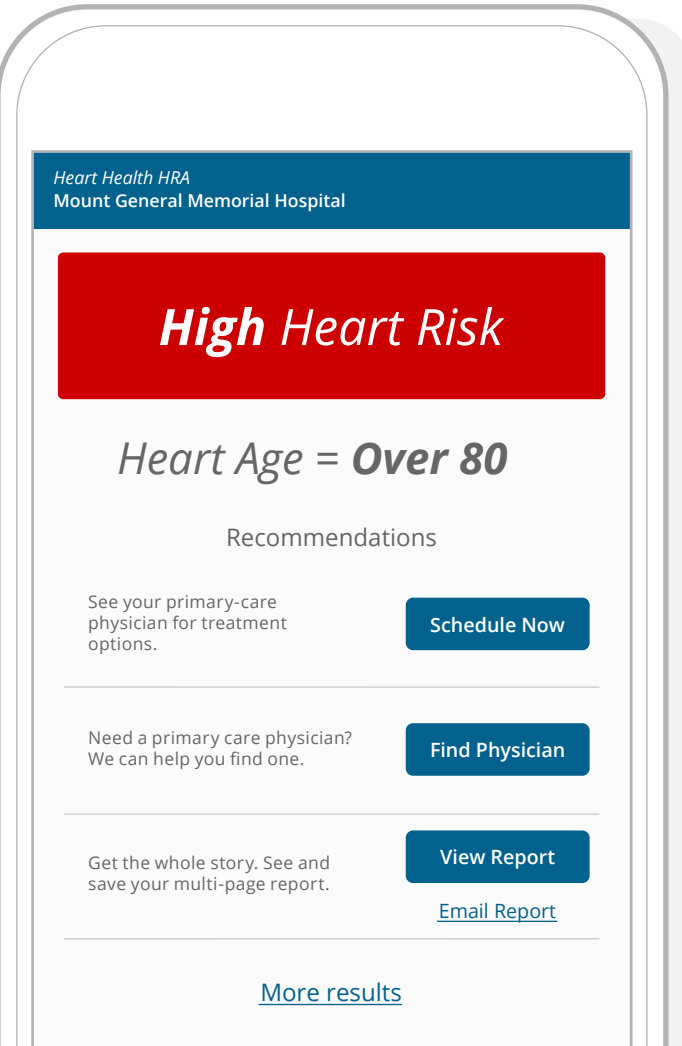 Heart Health HRA
Mount General Memorial Hospital
High Heart Risk
Heart Age = Over 80
Recommendations
See your primary-care
physician for treatment
options.
Schedule Now
Need a primary care physician?
We can help you find one.
Find Physician
Get the whole story. See and
save your multi-page report.
View Report
Email Report
More results